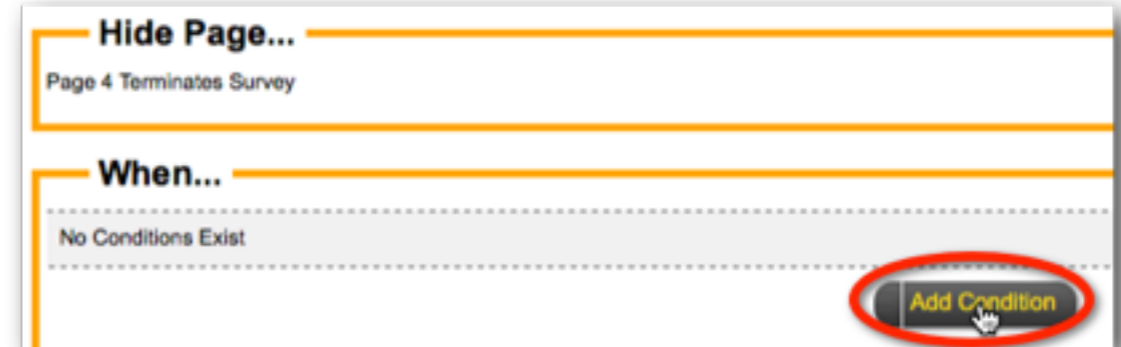 Hide Page...
Page 4 Terminates Survey
When...
No Conditions Exist
Add Condition